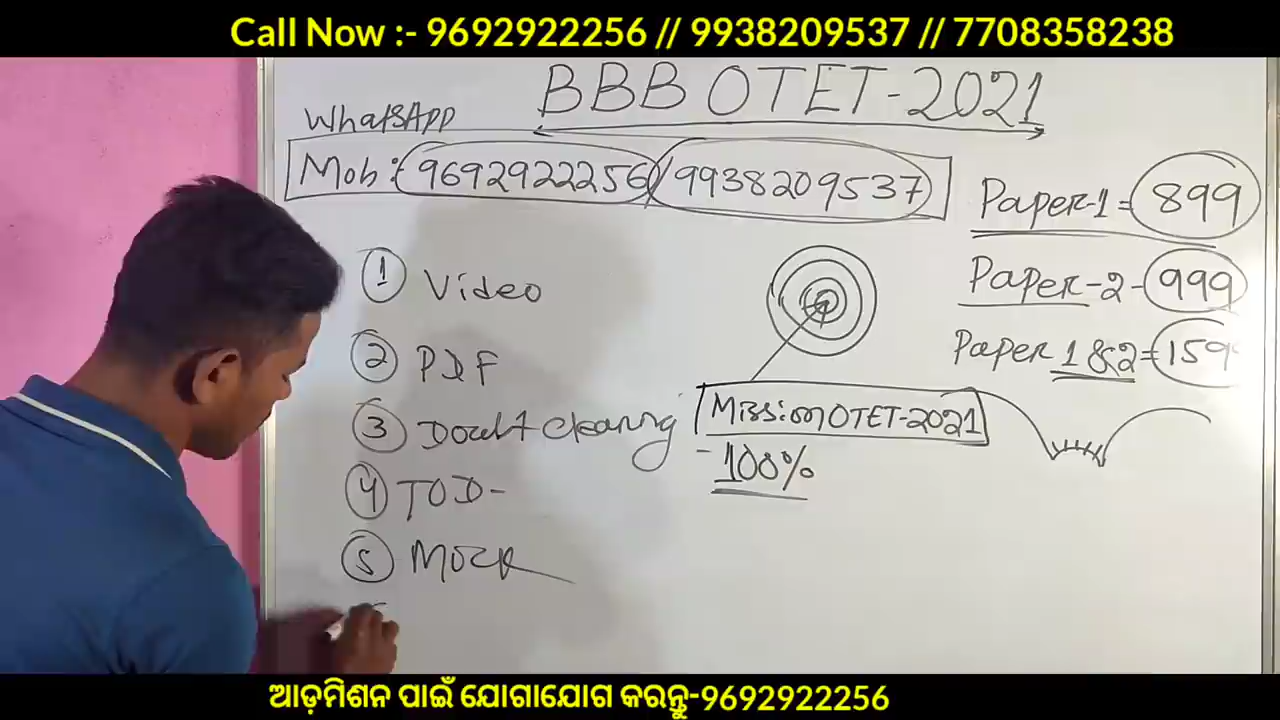 Call Now :- 9692922256 // 9938209537 // 7708358238
BBB OTET-2021
WhatsApp
Mob: 9692922256/9938209537
Paper-1=899
① Video
Paper-2-999
② PDF
Paper 1 &2=159
③ Doubt clearing
Mission OTET-2021
100%
④ TOD-
⑤ Mock
ଆଡ଼ମିଶନ ପାଇଁ ଯୋଗାଯୋଗ କରନ୍ତୁ-9692922256